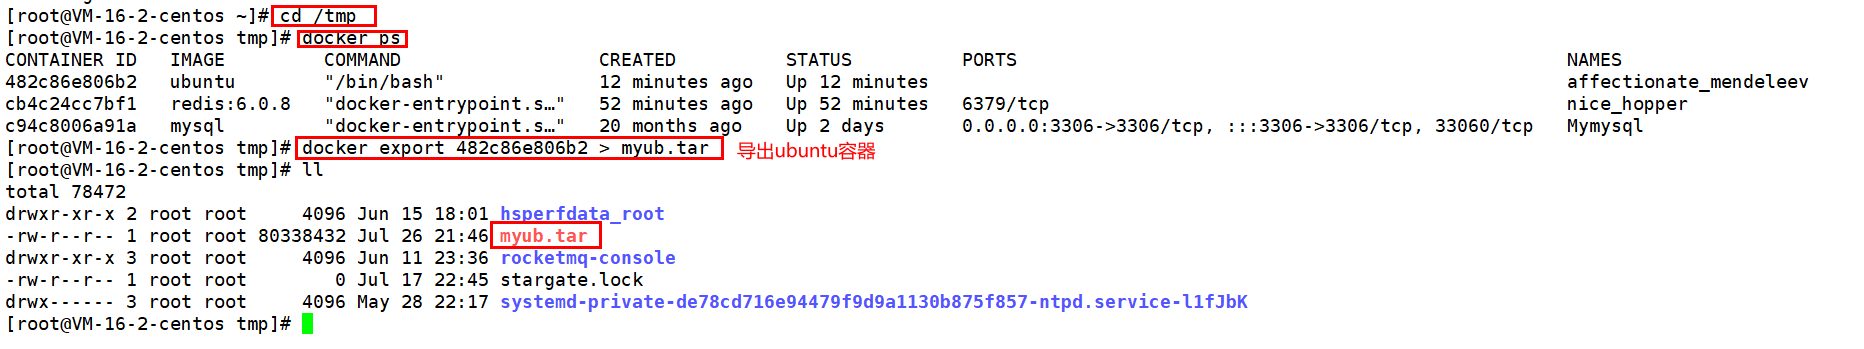 [root@VM-16-2-centos ~]# cd /tmp
[root@VM-16-2-centos tmp]# docker ps
CONTAINER ID   IMAGE         COMMAND                  CREATED          STATUS          PORTS                                                  NAMES
482c86e806b2   ubuntu        "/bin/bash"              12 minutes ago   Up 12 minutes                                                          affectionate_mendeleev
cb4c24cc7bf1   redis:6.0.8   "docker-entrypoint.s…"   52 minutes ago   Up 52 minutes   6379/tcp                                               nice_hopper
c94c8006a91a   mysql         "docker-entrypoint.s…"   20 months ago    Up 2 days       0.0.0.0:3306->3306/tcp, :::3306->3306/tcp, 33060/tcp   Mymysql
[root@VM-16-2-centos tmp]# docker export 482c86e806b2 > myub.tar 导出ubuntu容器
[root@VM-16-2-centos tmp]# ll
total 78472
drwxr-xr-x 2 root root     4096 Jun 15 18:01 hsperfdata_root
-rw-r--r-- 1 root root 80338432 Jul 26 21:46 myub.tar
drwxr-xr-x 3 root root     4096 Jun 11 23:36 rocketmq-console
-rw-r--r-- 1 root root        0 Jul 17 22:45 stargate.lock
drwx------ 3 root root     4096 May 28 22:17 systemd-private-de78cd716e94479f9d9a1130b875f857-ntpd.service-l1fJbK
[root@VM-16-2-centos tmp]#